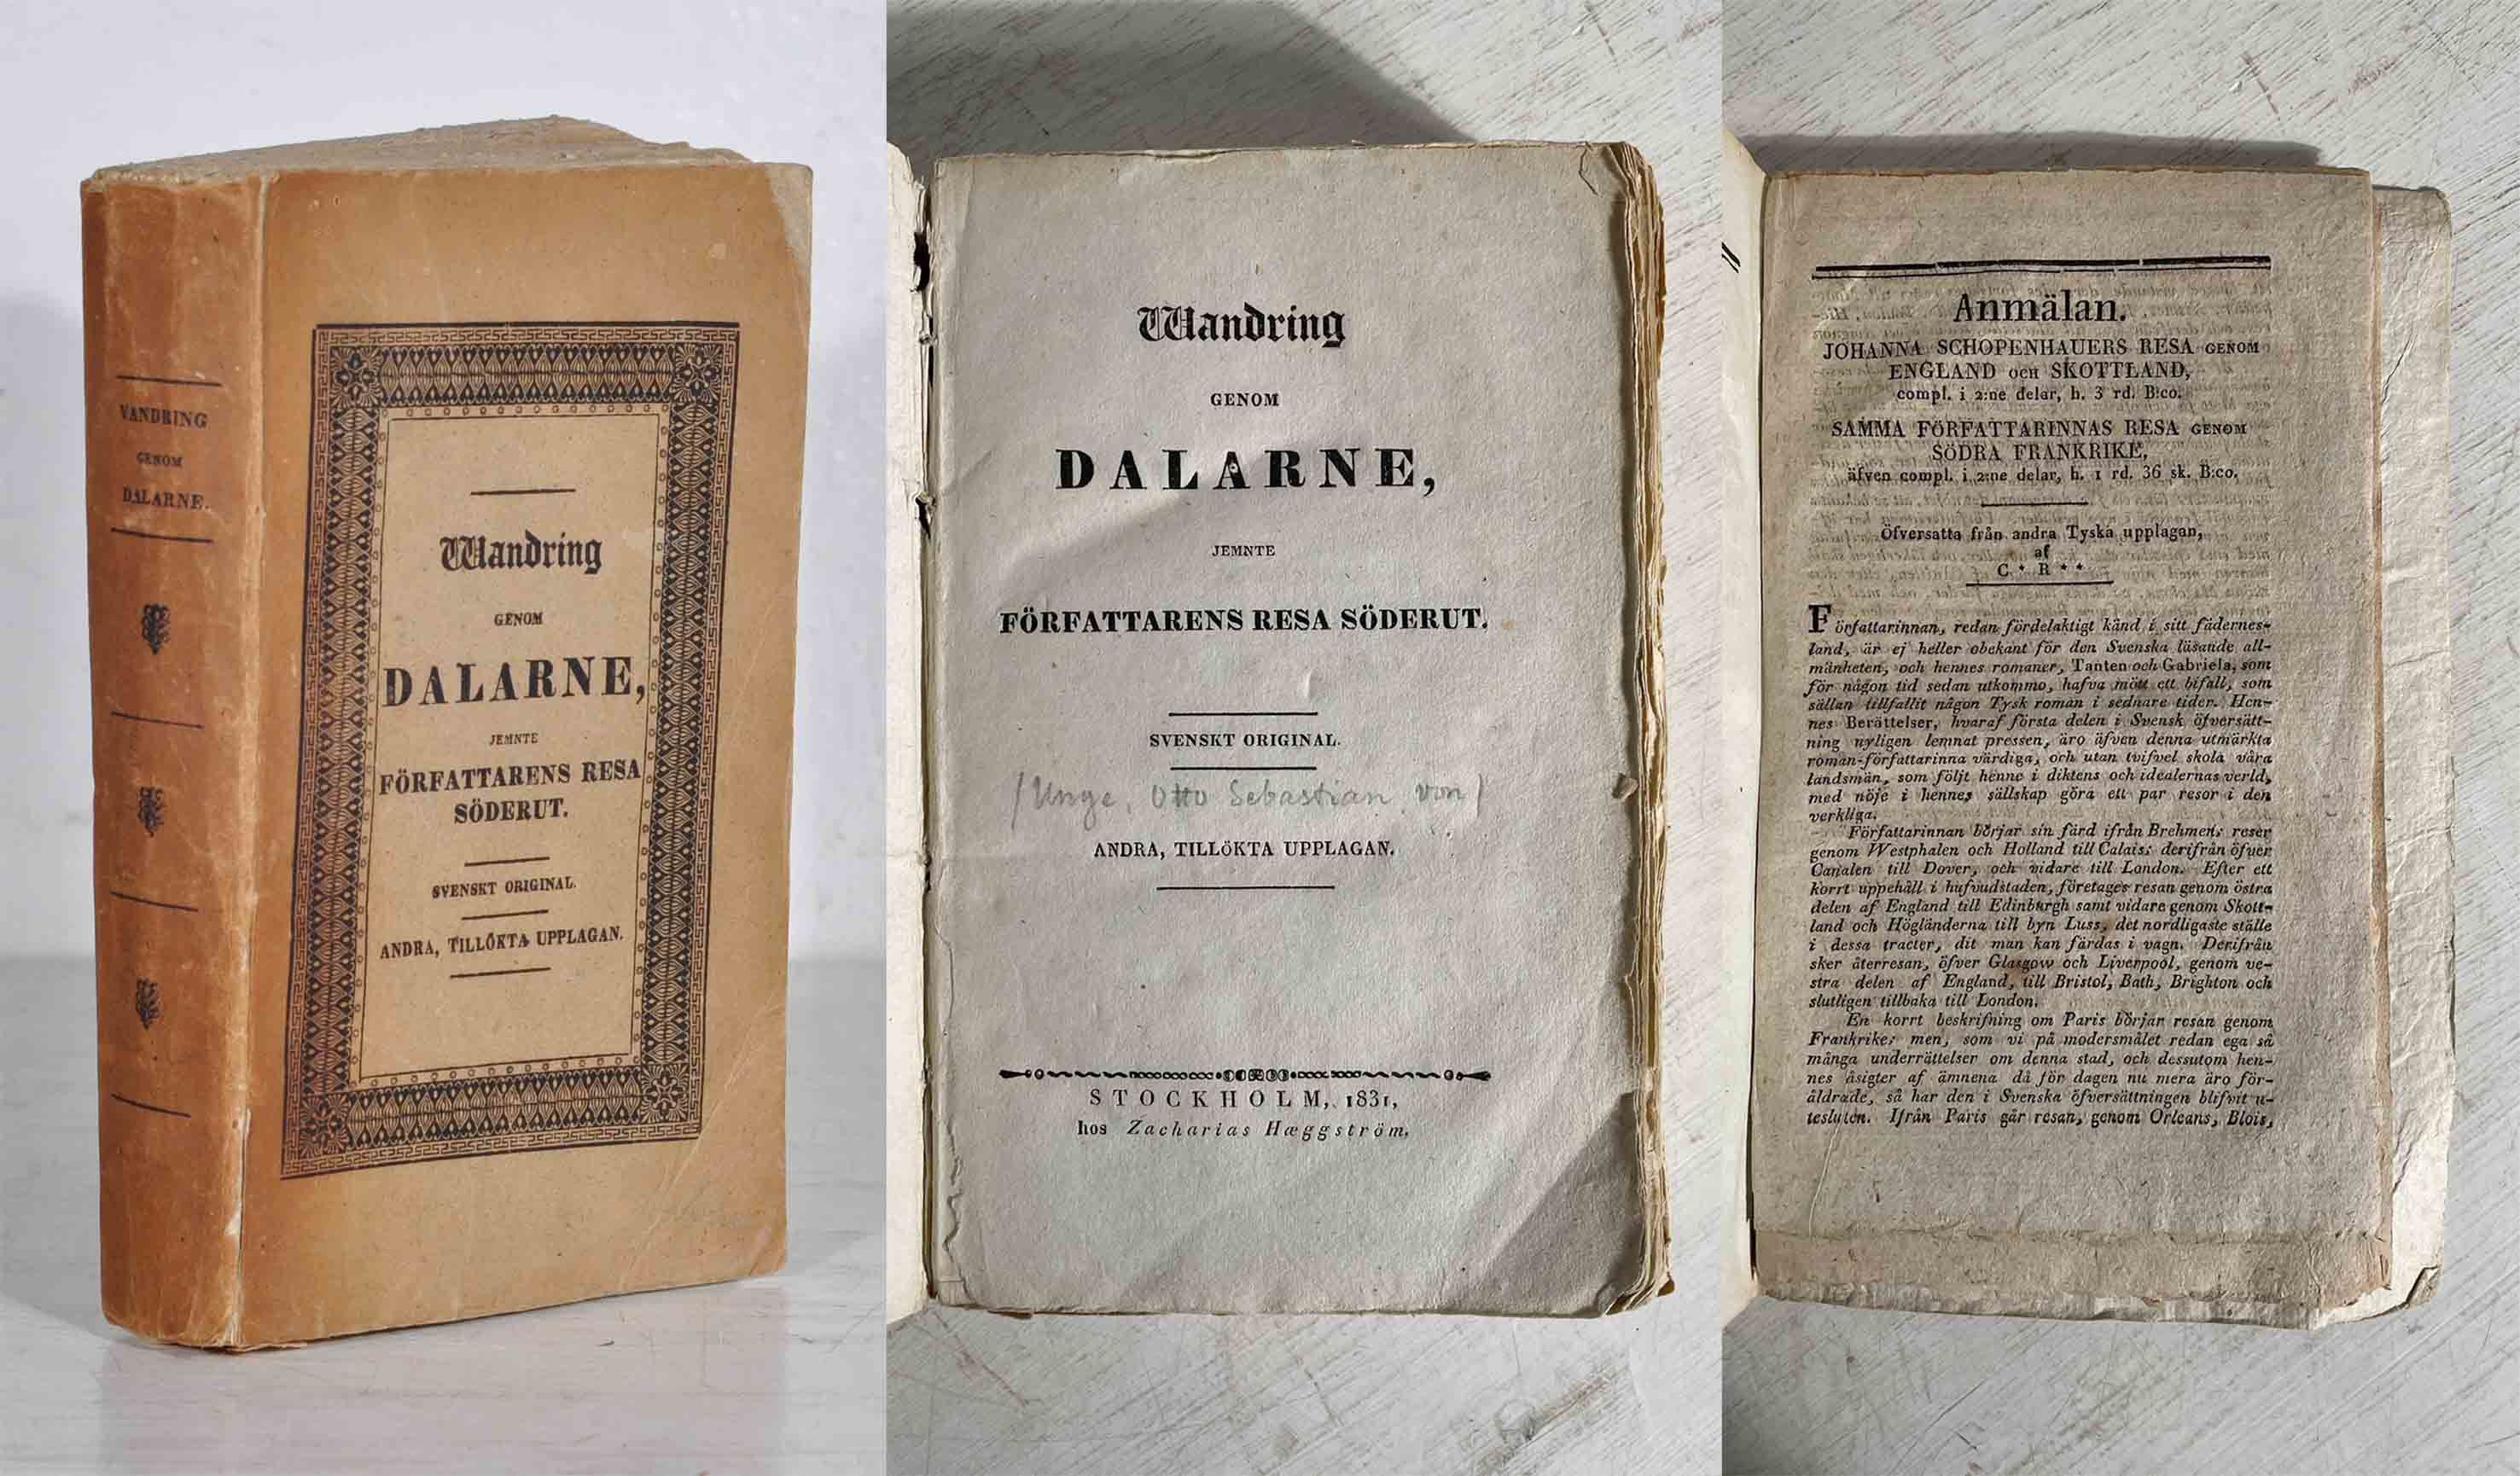 VANDRING
GENOM
DALARNE.
Wandring
GENOM
DALARNE,
JEMNTE
FÖRFATTARENS RESA
SÖDERUT.
SVENSKT ORIGINAL.
ANDRA, TILLÖKTA UPPLAGAN.
Wandring
GENOM
DALARNE,
JEMNTE
FÖRFATTARENS RESA SÖDERUT.
SVENSKT ORIGINAL.
/Unge, Otto Sebastian von/
ANDRA, TILLÖKTA UPPLAGAN.
STOCKHOLM, 1831,
hos Zacharias Hæggström.
Anmälan.
JOHANNA SCHOPENHAUERS RESA GENOM
ENGLAND och SKOTTLAND,
compl. i 2:ne delar, h. 3 rd. B:co.
SAMMA FÖRFATTARINNAS RESA GENOM
SÖDRA FRANKRIKE,
äfven compl. i 2:ne delar, h. 1 rd. 36 sk. B:co.
Öfversatta från andra Tyska upplagan,
af
C * R * *
Författarinnan, redan fördelaktigt känd i sitt fädernes-
land, är ej heller obekant för den Svenska läsande all-
mänheten, och hennes romaner, Tanten och Gabriela, som
för någon tid sedan utkommo, hafva mött ett bifall, som
sällan tillfallit någon Tysk roman i sednare tider. Hen-
nes Berättelser, hvaraf första delen i Svensk öfversätt-
ning nyligen lemnat pressen, äro äfven denna utmärkta
roman-författarinna värdiga, och utan tvifvel skola våra
landsmän, som följt henne i diktens och idealernas verld,
med nöje i hennes sällskap göra ett par resor i den
verkliga.
Författarinnan börjar sin färd ifrån Brehmen: reser
genom Westphalen och Holland till Calais: derifrån öfver
Canalen till Dover, och vidare till London. Efter ett
korrt uppehåll i hufvudstaden, företages resan genom östra
delen af England till Edinburgh samt vidare genom Skott-
land och Högländerna till byn Luss, det nordligaste ställe
i dessa tracter, dit man kan färdas i vagn. Derifrån
sker återresan, öfver Glasgow och Liverpool, genom ve-
stra delen af England, till Bristol, Bath, Brighton och
slutligen tillbaka till London.
En korrt beskrifning om Paris börjar resan genom
Frankrike: men, som vi på modersmålet redan ega så
många underrättelser om denna stad, och dessutom hen-
nes åsigter af ämnena då för dagen nu mera äro för-
äldrade, så har den i Svenska öfversättningen blifvit u-
tesluten. Ifrån Paris går resan, genom Orleans, Blois,